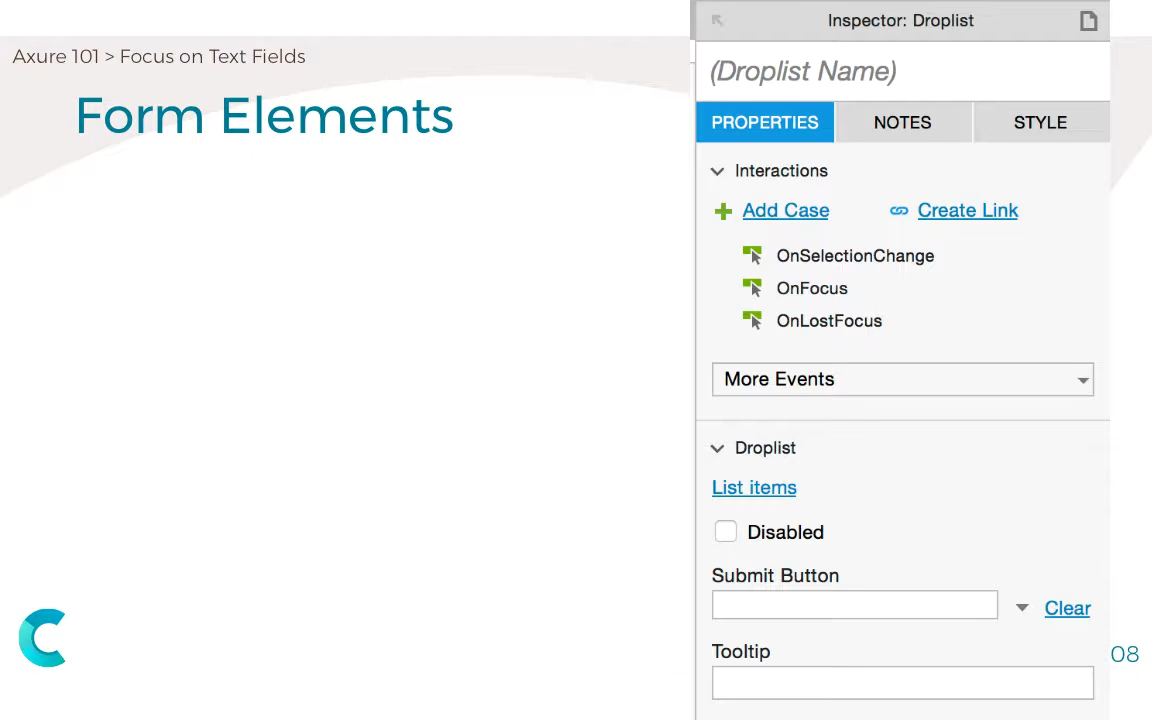 Axure 101 > Focus on Text Fields
Form Elements
Inspector: Droplist
(Droplist Name)
PROPERTIES
NOTES
STYLE
Interactions
Add Case
Create Link
OnSelectionChange
OnFocus
OnLostFocus
More Events
Droplist
List items
Disabled
Submit Button
Clear
Tooltip
08